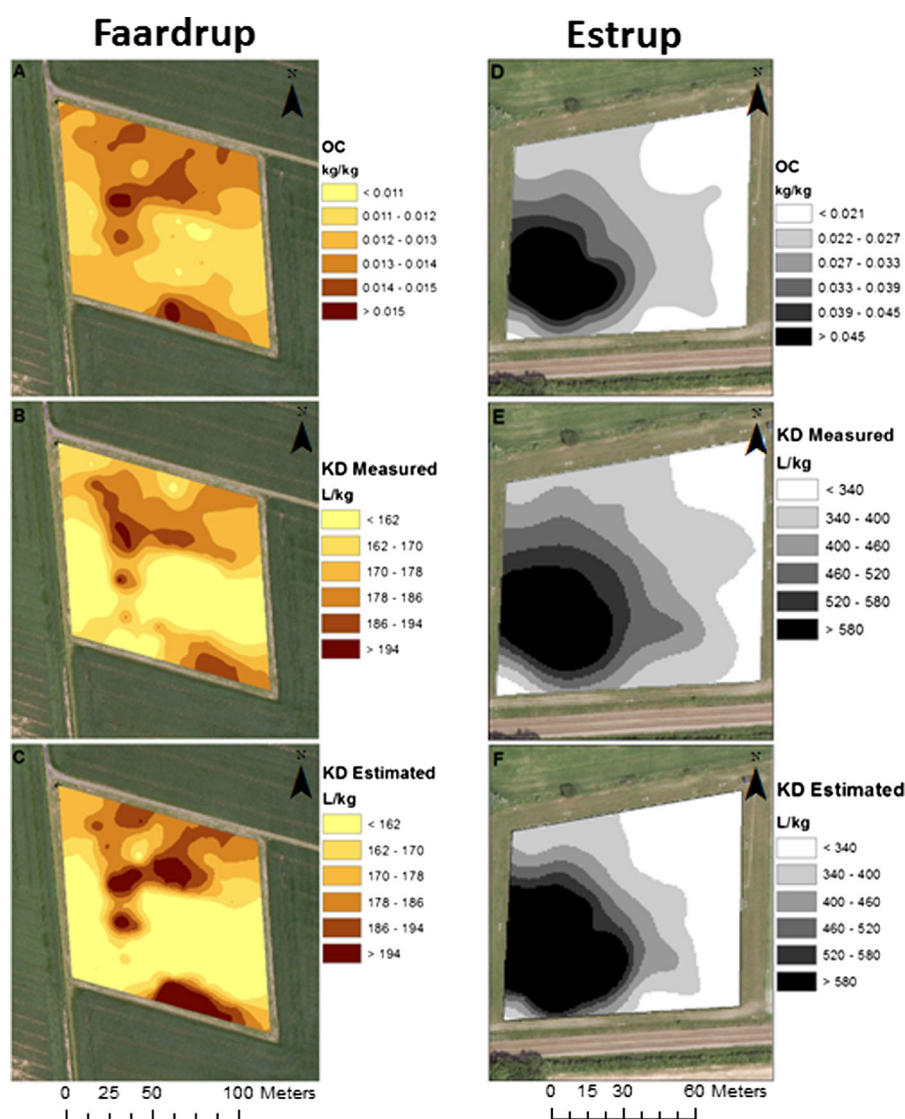 Faardrup
Estrup
A
N
OC
kg/kg
< 0.011
0.011 - 0.012
0.012 - 0.013
0.013 - 0.014
0.014 - 0.015
> 0.015
D
N
OC
kg/kg
< 0.021
0.022 - 0.027
0.027 - 0.033
0.033 - 0.039
0.039 - 0.045
> 0.045
B
N
KD Measured
L/kg
< 162
162 - 170
170 - 178
178 - 186
186 - 194
> 194
E
N
KD Measured
L/kg
< 340
340 - 400
400 - 460
460 - 520
520 - 580
> 580
C
N
KD Estimated
L/kg
< 162
162 - 170
170 - 178
178 - 186
186 - 194
> 194
F
N
KD Estimated
L/kg
< 340
340 - 400
400 - 460
460 - 520
520 - 580
> 580
0 25 50 100 Meters
0 15 30 60 Meters